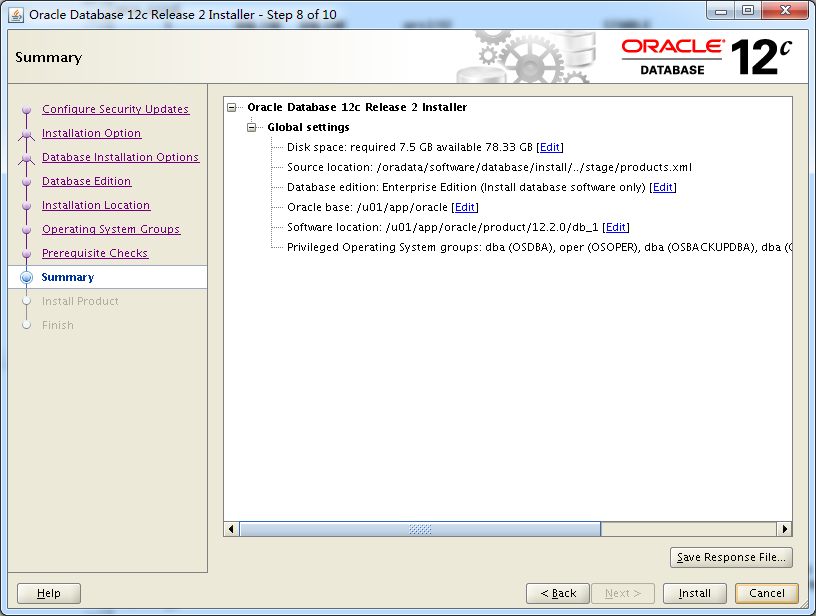 Oracle Database 12c Release 2 Installer - Step 8 of 10
Summary
ORACLE®
DATABASE
12c
Configure Security Updates
Installation Option
Database Installation Options
Database Edition
Installation Location
Operating System Groups
Prerequisite Checks
Summary
Install Product
Finish
Oracle Database 12c Release 2 Installer
Global settings
Disk space: required 7.5 GB available 78.33 GB [Edit]
Source location: /oradata/software/database/install/../stage/products.xml
Database edition: Enterprise Edition (Install database software only) [Edit]
Oracle base: /u01/app/oracle [Edit]
Software location: /u01/app/oracle/product/12.2.0/db_1 [Edit]
Privileged Operating System groups: dba (OSDBA), oper (OSOPER), dba (OSBACKUPDBA), dba (
Save Response File...
Help
< Back
Next >
Install
Cancel